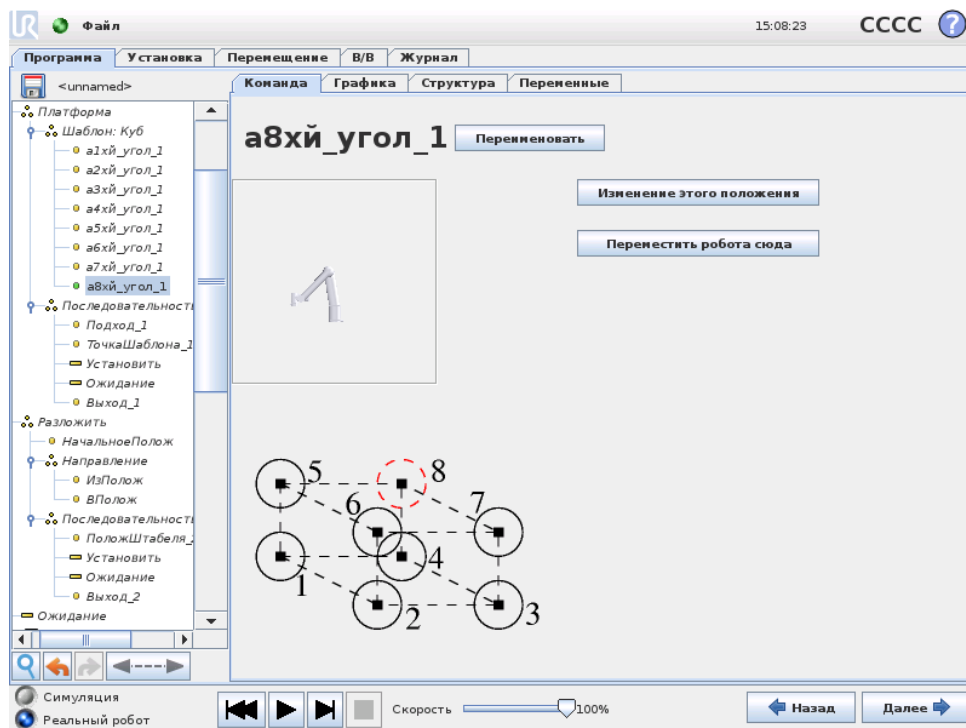 UR Файл 15:08:23 CCCC ?
Программа Установка Перемещение В/В Журнал
<unnamed>
Команда Графика Структура Переменные
Платформа
Шаблон: Куб
а1хй_угол_1
а2хй_угол_1
а3хй_угол_1
а4хй_угол_1
а5хй_угол_1
а6хй_угол_1
а7хй_угол_1
а8хй_угол_1
Последовательность
Подход_1
ТочкаШаблона_1
Установить
Ожидание
Выход_1
Разложить
НачальноеПолож
Направление
ИзПолож
ВПолож
Последовательность
ПоложШтабеля_
Установить
Ожидание
Выход_2
Ожидание
а8хй_угол_1 Переименовать
Изменение этого положения
Переместить робота сюда
5 8
6 7
1 4
2 3
Симуляция
Реальный робот
Скорость 100%
Назад Далее